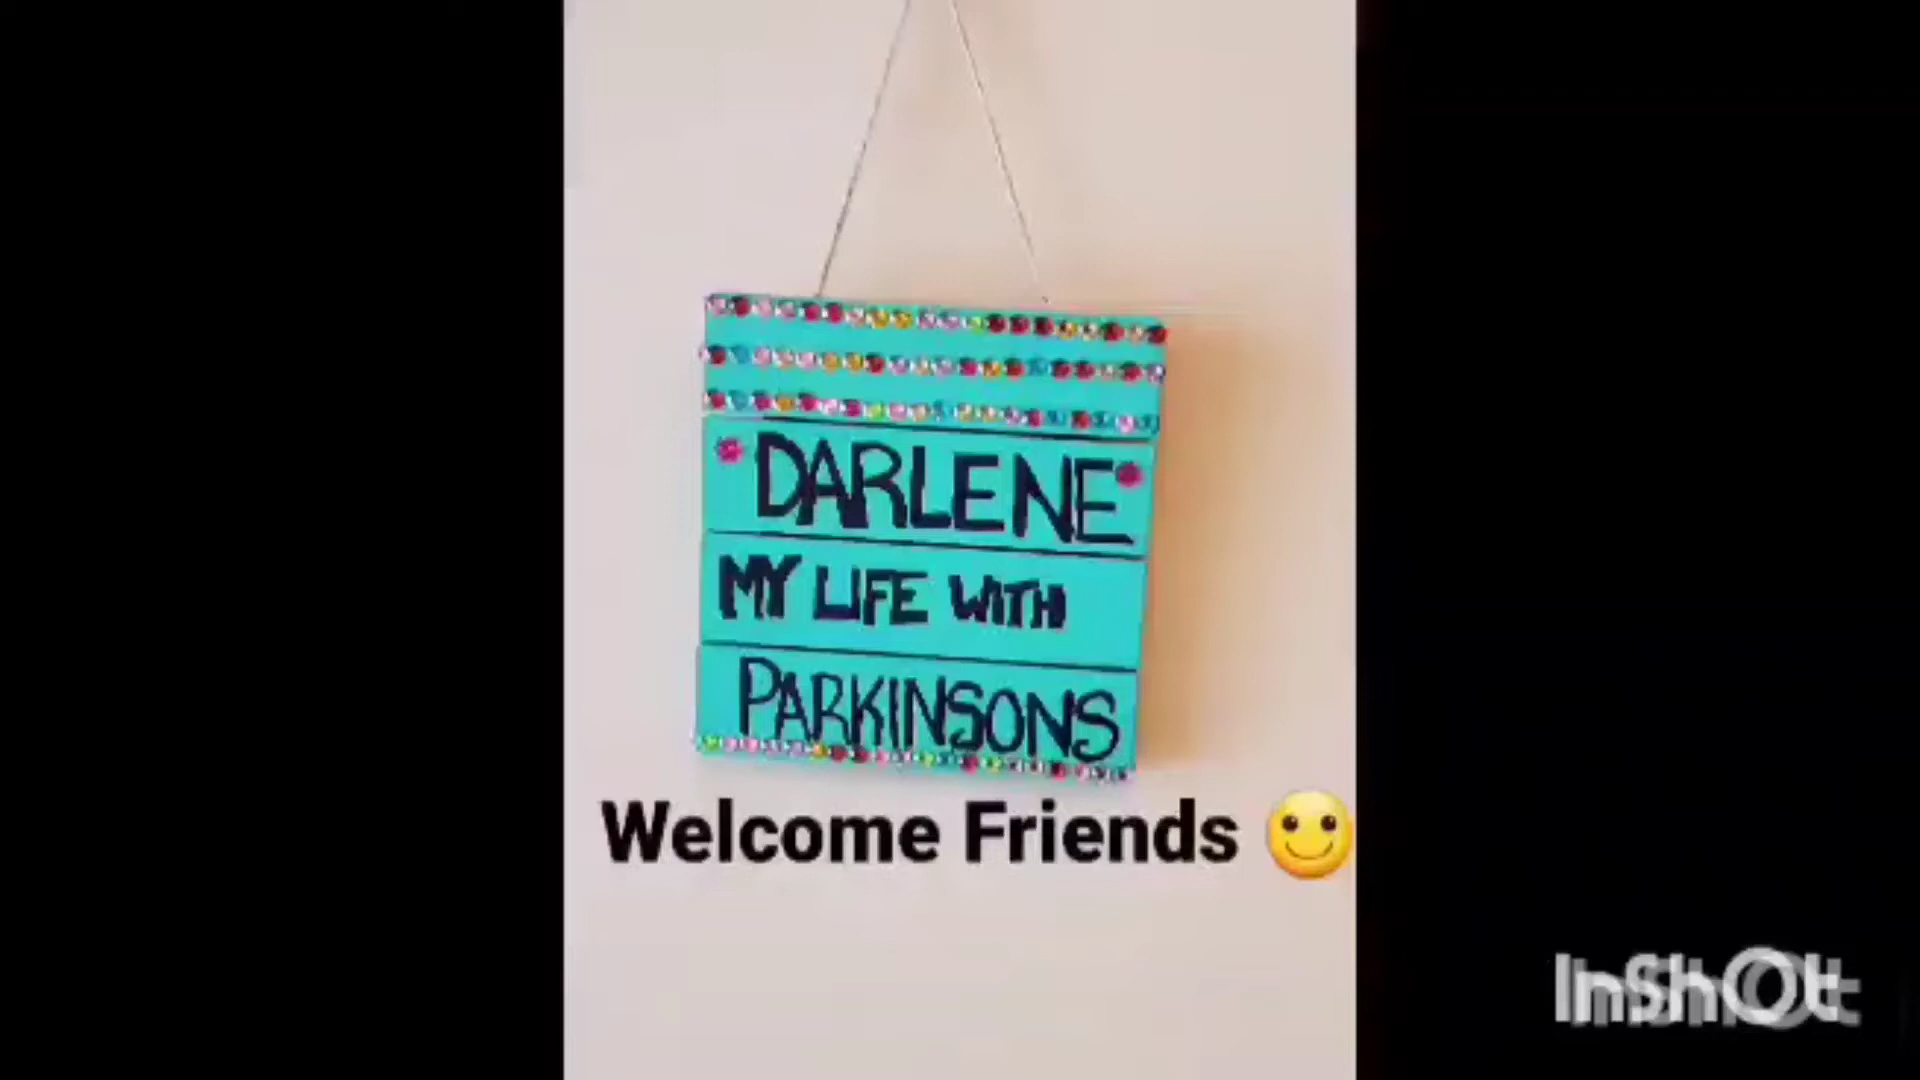 DARLENE
MY LIFE WITH
PARKINSONS
Welcome Friends 🙂
InShOt